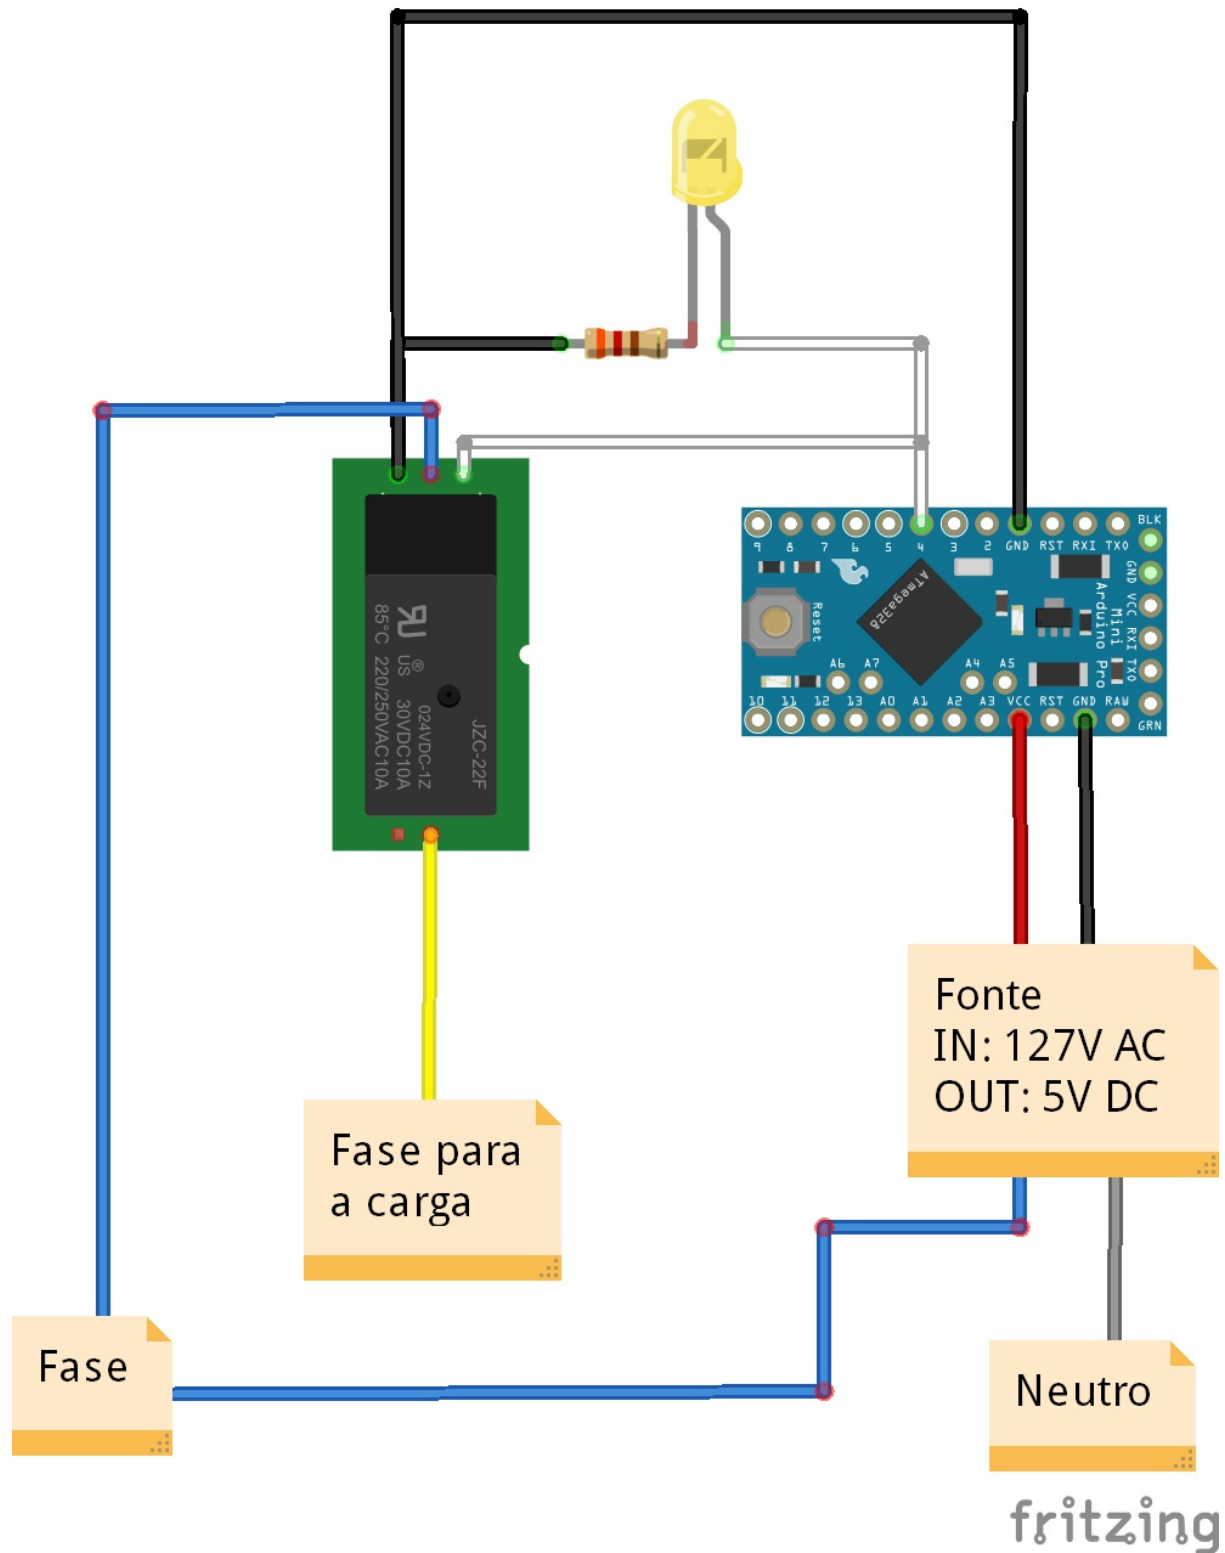 9 8 7 6 5 4 3 2 GND RST RXI TXO
BLK
GND
VCC
RXI
TXO
GRN
Reset
ATmega328
Arduino Pro
Mini
A6 A7 A4 A5
10 11 12 13 A0 A1 A2 A3 VCC RST GND RAW
JZC-22F
024VDC-1Z
US ® 30VDC10A
85°C 220/250VAC10A
Fonte
IN: 127V AC
OUT: 5V DC
Fase para
a carga
Fase
Neutro
fritzing